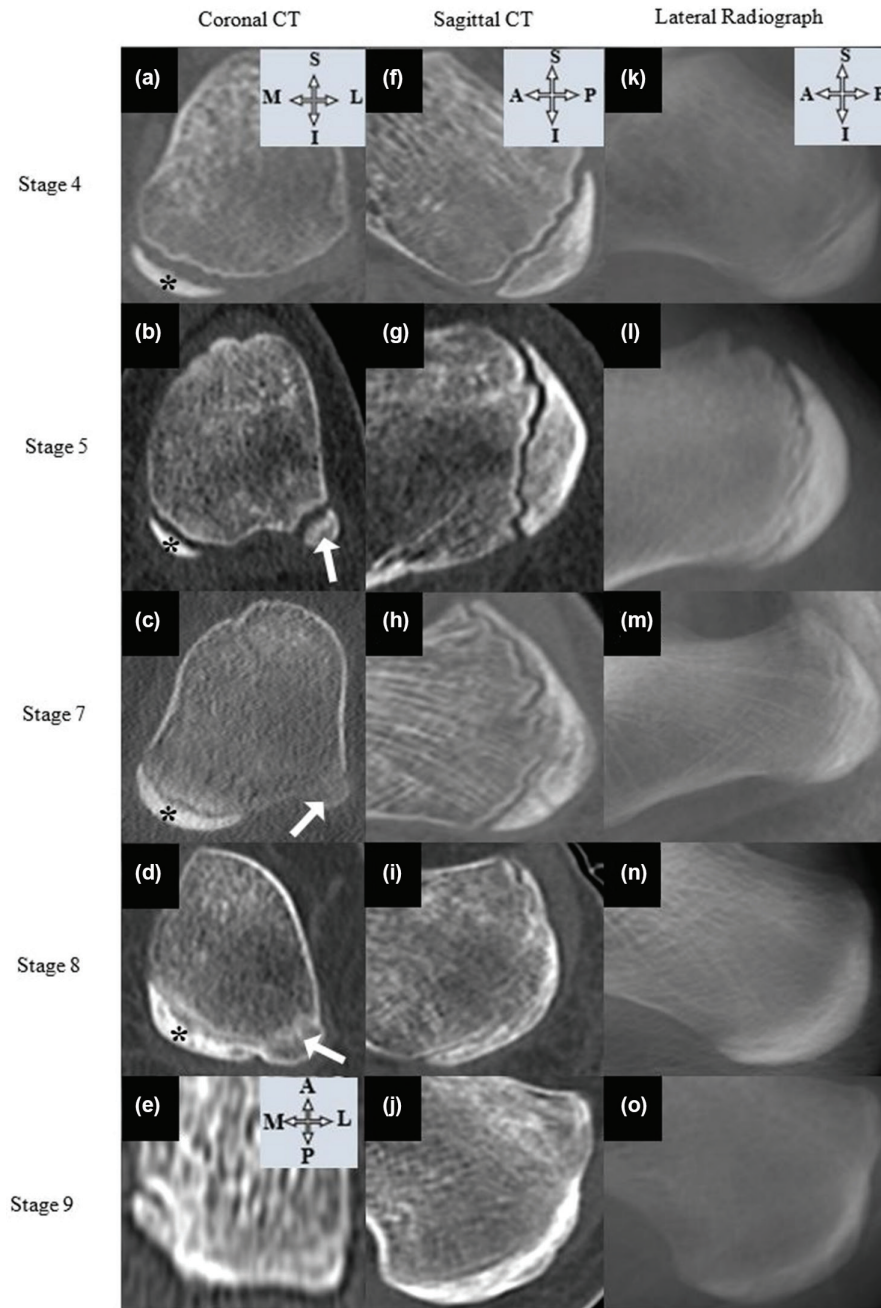 Coronal CT Sagittal CT Lateral Radiograph
Stage 4
(a) S M L I
(f) S A P I
(k) S A P I
*
Stage 5
(b) (g) (l)
*
Stage 7
(c) (h) (m)
*
Stage 8
(d) (i) (n)
*
Stage 9
(e) A M L P
(j) (o)